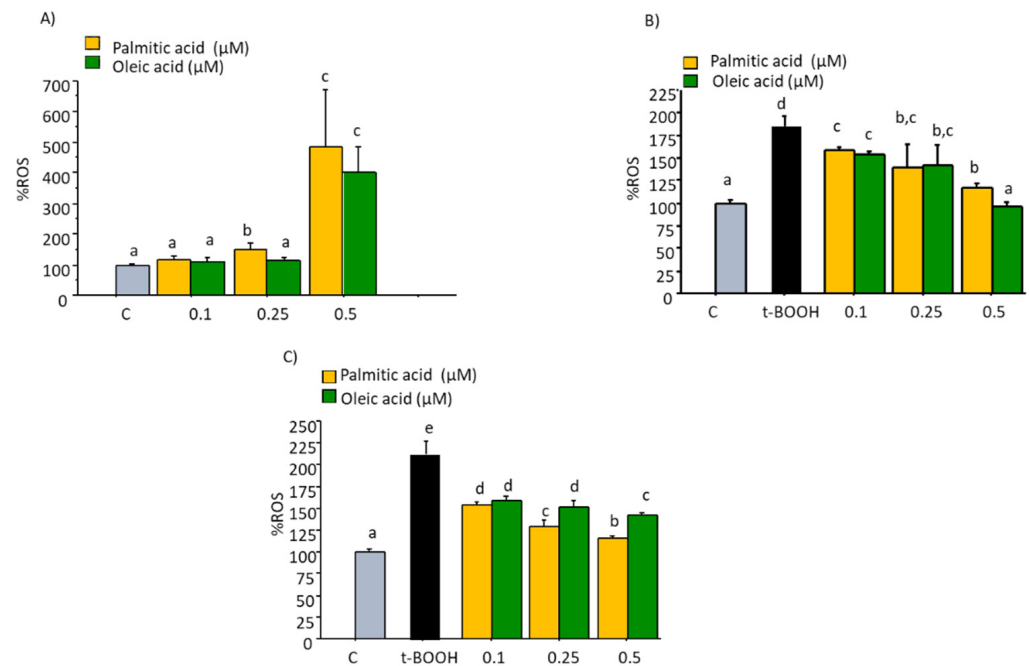 A)
Palmitic acid (μM)
Oleic acid (μM)
700
600
500
400
300
200
100
0
%ROS
a
a
a
b
a
c
c
C
0.1
0.25
0.5
B)
Palmitic acid (μM)
Oleic acid (μM)
225
200
175
150
125
100
75
50
25
0
%ROS
a
d
c
c
b,c
b,c
b
a
C
t-BOOH
0.1
0.25
0.5
C)
Palmitic acid (μM)
Oleic acid (μM)
250
225
200
175
150
125
100
75
50
25
0
%ROS
a
e
d
d
c
d
b
c
C
t-BOOH
0.1
0.25
0.5